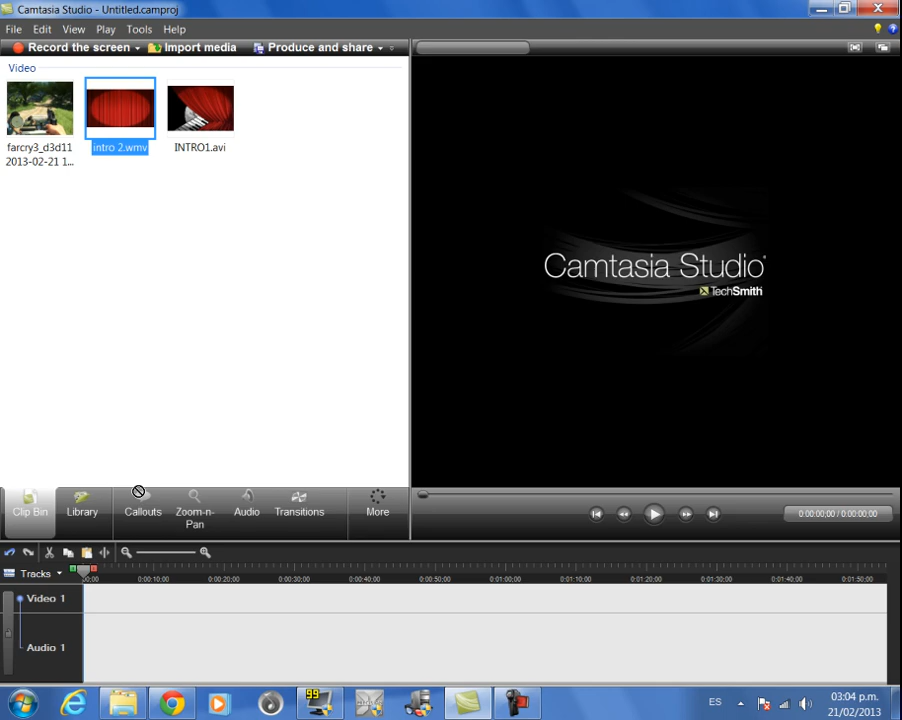 Camtasia Studio - Untitled.camproj
File Edit View Play Tools Help
Record the screen Import media Produce and share
Video
farcry3_d3d11 2013-02-21 1...
intro 2.wmv
INTRO1.avi
Camtasia Studio
TechSmith
Clip Bin
Library
Callouts
Zoom-n-Pan
Audio
Transitions
More
0:00:00;00 / 0:00:00;00
Tracks
00;00 0:00:10;00 0:00:20;00 0:00:30;00 0:00:40;00 0:00:50;00 0:01:00;00 0:01:10;00 0:01:20;00 0:01:30;00 0:01:40;00 0:01:50;00
Video 1
Audio 1
99
ES
03:04 p.m.
21/02/2013